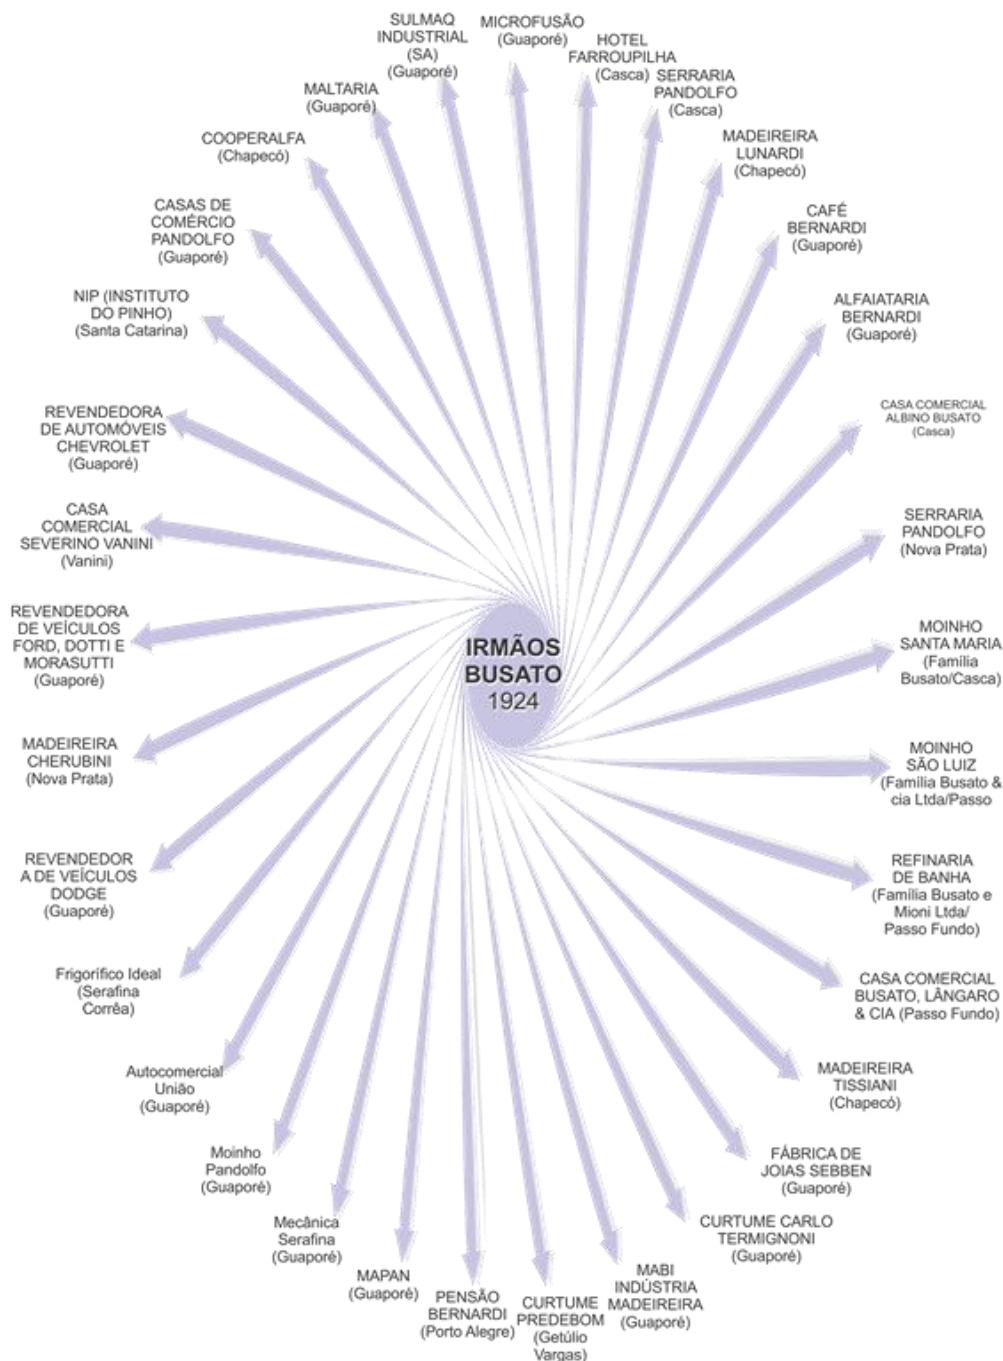 SULMAQ
INDUSTRIAL
(SA)
(Guaporé)
MICROFUSÃO
(Guaporé)
HOTEL
FARROUPILHA
(Casca)
SERRARIA
PANDOLFO
(Casca)
MADEIREIRA
LUNARDI
(Chapecó)
CAFÉ
BERNARDI
(Guaporé)
ALFAIATARIA
BERNARDI
(Guaporé)
CASA COMERCIAL
ALBINO BUSATO
(Casca)
SERRARIA
PANDOLFO
(Nova Prata)
MOINHO
SANTA MARIA
(Família
Busato/Casca)
MOINHO
SÃO LUIZ
(Família Busato &
cia Ltda/Passo
REFINARIA
DE BANHA
(Família Busato e
Mioni Ltda/
Passo Fundo)
CASA COMERCIAL
BUSATO, LÂNGARO
& CIA (Passo Fundo)
MADEIREIRA
TISSIANI
(Chapecó)
FÁBRICA DE
JOIAS SEBBEN
(Guaporé)
CURTUME CARLO
TERMIGNONI
(Guaporé)
MABI
INDÚSTRIA
MADEIREIRA
(Guaporé)
CURTUME
PREDEBOM
(Getúlio
Vargas)
PENSÃO
BERNARDI
(Porto Alegre)
MAPAN
(Guaporé)
Mecânica
Serafina
(Guaporé)
Moinho
Pandolfo
(Guaporé)
Autocomercial
União
(Guaporé)
Frigorífico Ideal
(Serafina
Corrêa)
REVENDEDOR
A DE VEÍCULOS
DODGE
(Guaporé)
MADEIREIRA
CHERUBINI
(Nova Prata)
REVENDEDORA
DE VEÍCULOS
FORD, DOTTI E
MORASUTTI
(Guaporé)
CASA
COMERCIAL
SEVERINO VANINI
(Vanini)
REVENDEDORA
DE AUTOMÓVEIS
CHEVROLET
(Guaporé)
NIP (INSTITUTO
DO PINHO)
(Santa Catarina)
CASAS DE
COMÉRCIO
PANDOLFO
(Guaporé)
COOPERALFA
(Chapecó)
MALTARIA
(Guaporé)
IRMÃOS
BUSATO
1924